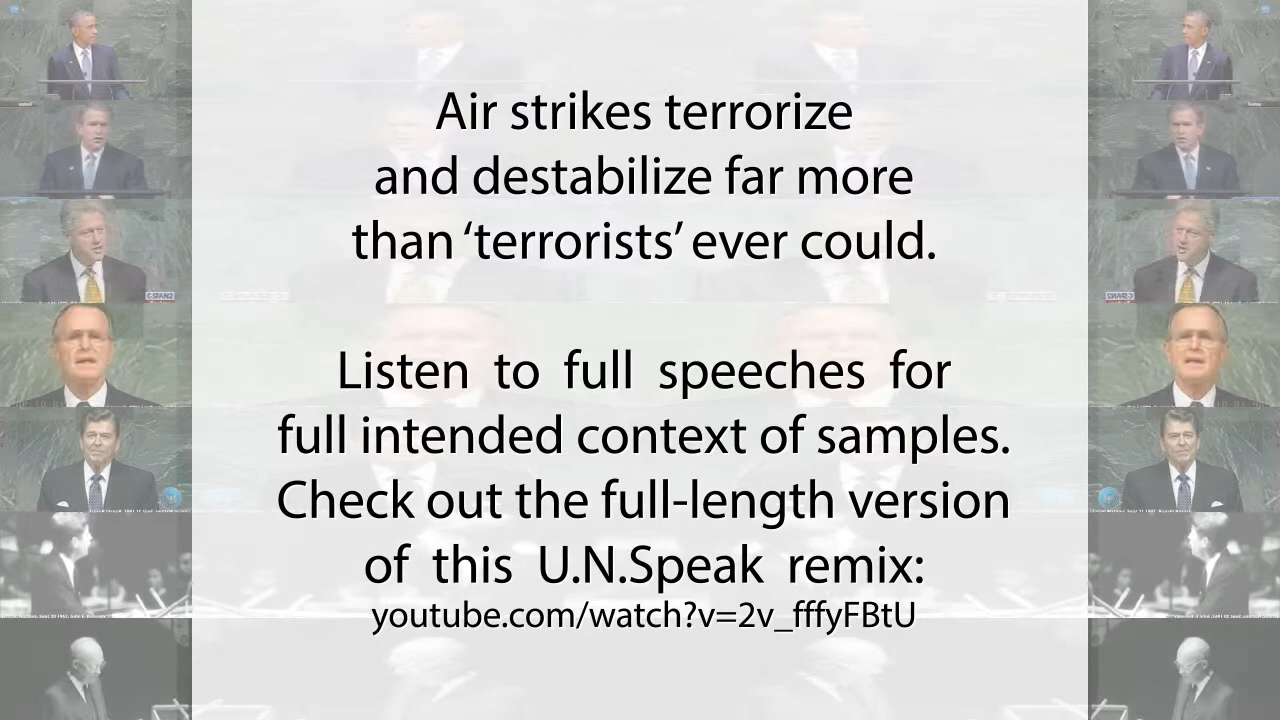 Air strikes terrorize
and destabilize far more
than ‘terrorists’ ever could.
Listen to full speeches for
full intended context of samples.
Check out the full-length version
of this U.N.Speak remix:
youtube.com/watch?v=2v_fffyFBtU
C-SPAN2